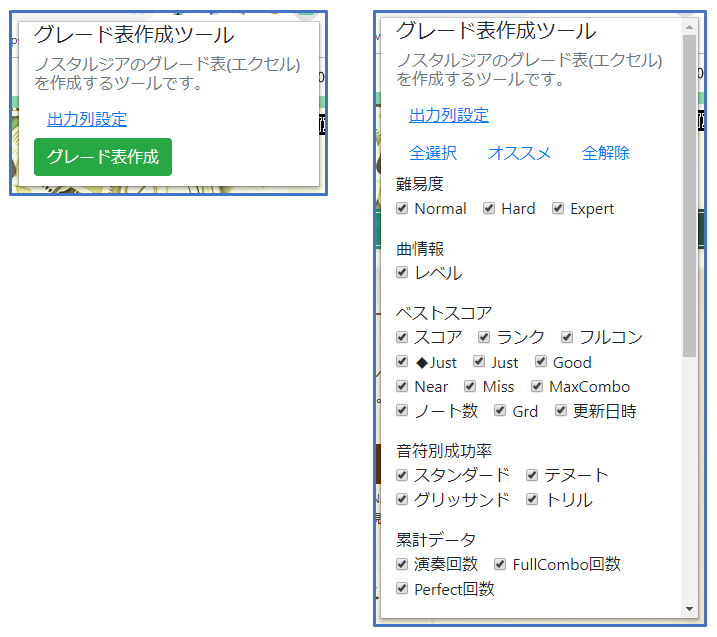 グレード表作成ツール
ノスタルジアのグレード表(エクセル)
を作成するツールです。
出力列設定
グレード表作成
グレード表作成ツール
ノスタルジアのグレード表(エクセル)
を作成するツールです。
出力列設定
全選択 オススメ 全解除
難易度
Normal Hard Expert
曲情報
レベル
ベストスコア
スコア ランク フルコン
◆Just Just Good
Near Miss MaxCombo
ノート数 Grd 更新日時
音符別成功率
スタンダード テヌート
グリッサンド トリル
累計データ
演奏回数 FullCombo回数
Perfect回数